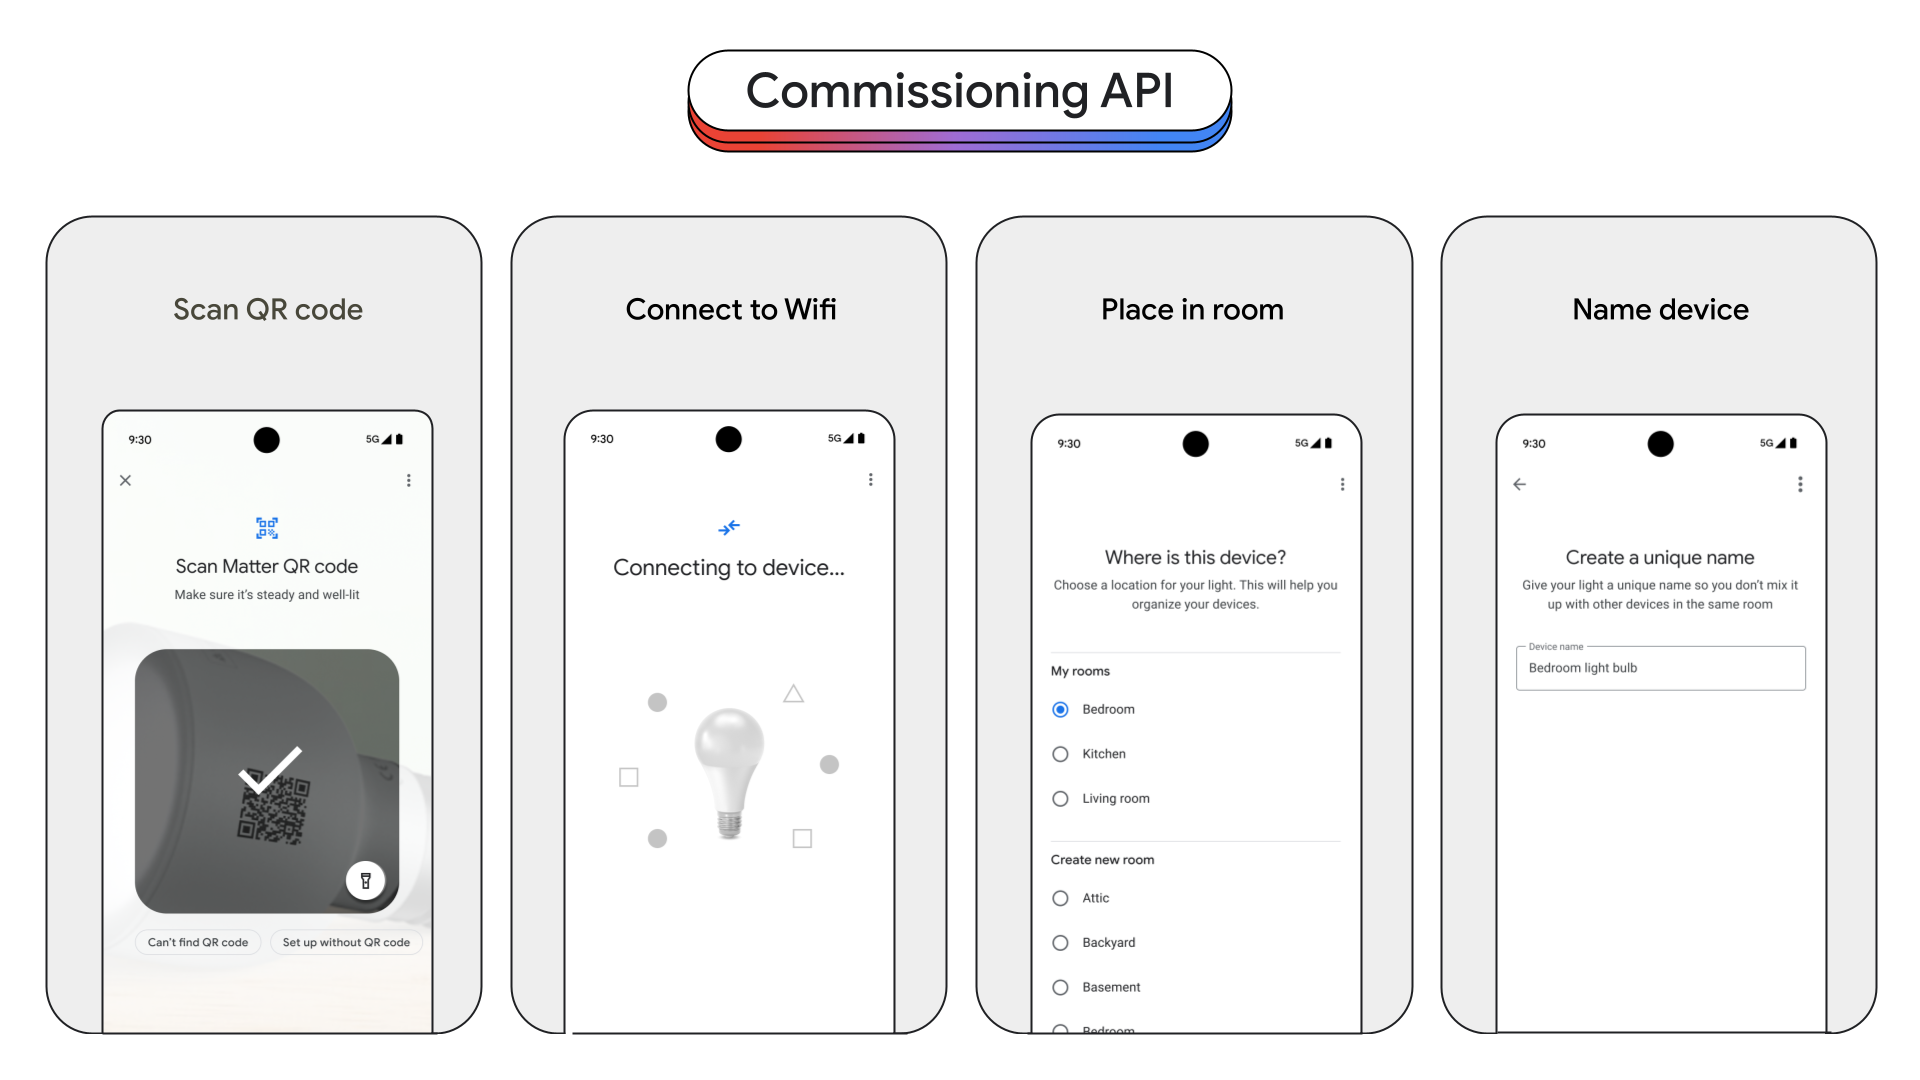 Commissioning API
Scan QR code
9:30
5G
Scan Matter QR code
Make sure it's steady and well-lit
Can't find QR code
Set up without QR code
Connect to Wifi
9:30
5G
Connecting to device...
Place in room
9:30
5G
Where is this device?
Choose a location for your light. This will help you
organize your devices.
My rooms
Bedroom
Kitchen
Living room
Create new room
Attic
Backyard
Basement
Bedroom
Name device
9:30
5G
Create a unique name
Give your light a unique name so you don't mix it
up with other devices in the same room
Device name
Bedroom light bulb